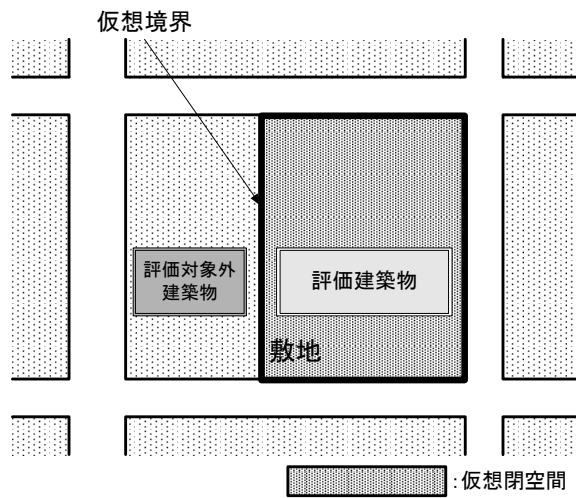 仮想境界
評価対象外
建築物
評価建築物
敷地
:仮想閉空間